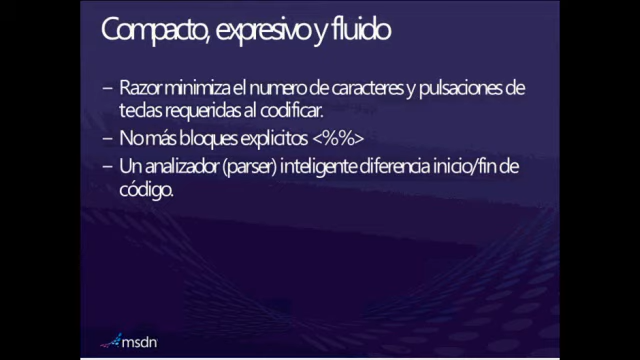 Compacto, expresivo y fluido
– Razor minimiza el numero de caracteres y pulsaciones de
teclas requeridas al codificar.
– No más bloques explicitos <%%>
– Un analizador (parser) inteligente diferencia inicio/fin de
código.
msdn